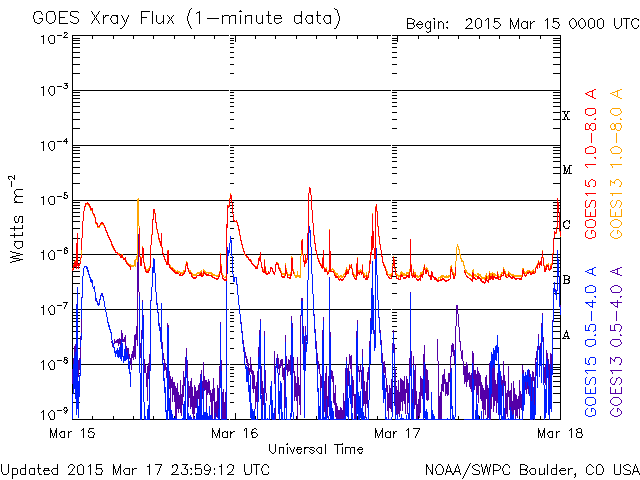 GOES Xray Flux (1-minute data)
Begin: 2015 Mar 15 0000 UTC
Watts m⁻²
10⁻²
10⁻³
10⁻⁴
10⁻⁵
10⁻⁶
10⁻⁷
10⁻⁸
10⁻⁹
X
M
C
B
A
GOES15 1.0-8.0 A
GOES13 1.0-8.0 A
GOES15 0.5-4.0 A
GOES13 0.5-4.0 A
Mar 15
Mar 16
Mar 17
Mar 18
Universal Time
Updated 2015 Mar 17 23:59:12 UTC
NOAA/SWPC Boulder, CO USA